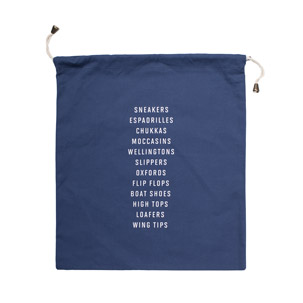 SNEAKERS
ESPADRILLES
CHUKKAS
MOCCASINS
WELLINGTONS
SLIPPERS
OXFORDS
FLIP FLOPS
BOAT SHOES
HIGH TOPS
LOAFERS
WING TIPS